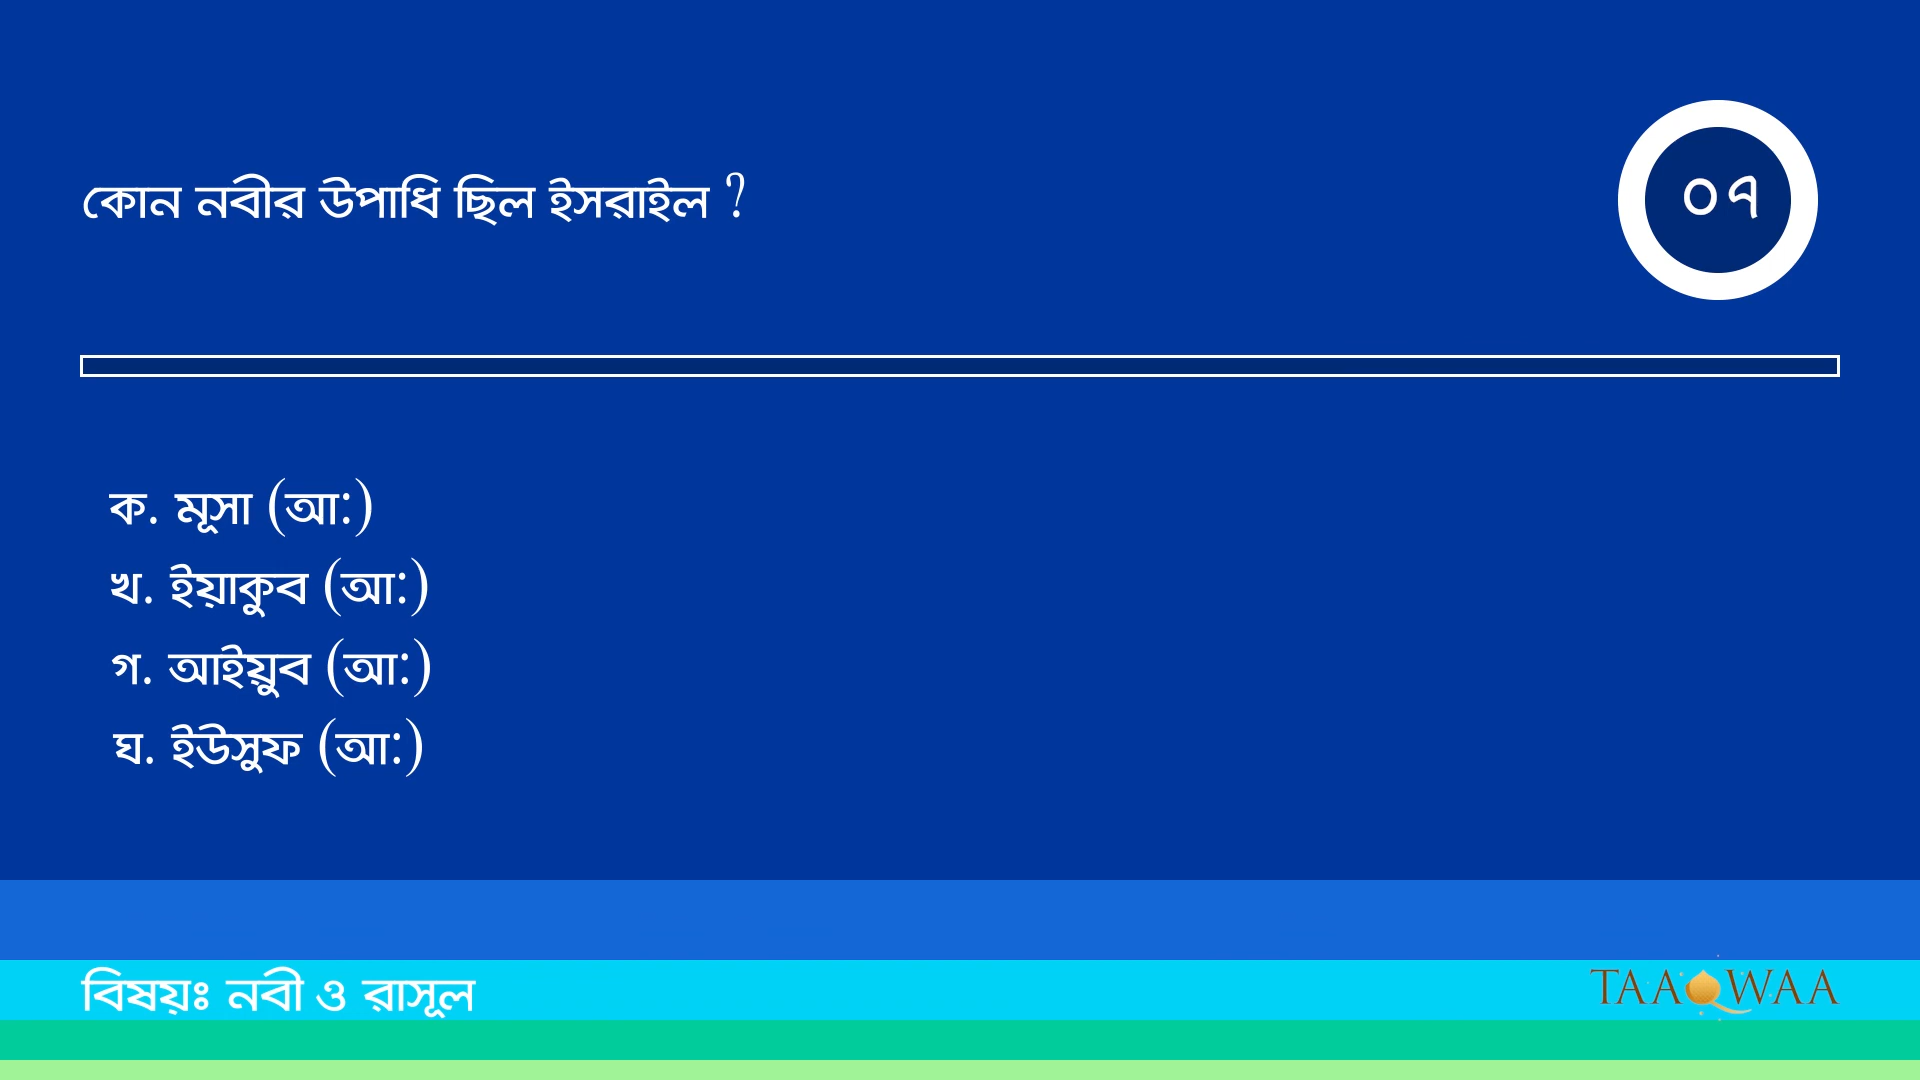 কোন নবীর উপাধি ছিল ইসরাইল ?
০৭
ক. মূসা (আ:)
খ. ইয়াকুব (আ:)
গ. আইয়ুব (আ:)
ঘ. ইউসুফ (আ:)
বিষয়ঃ নবী ও রাসূল
TAAQWAA